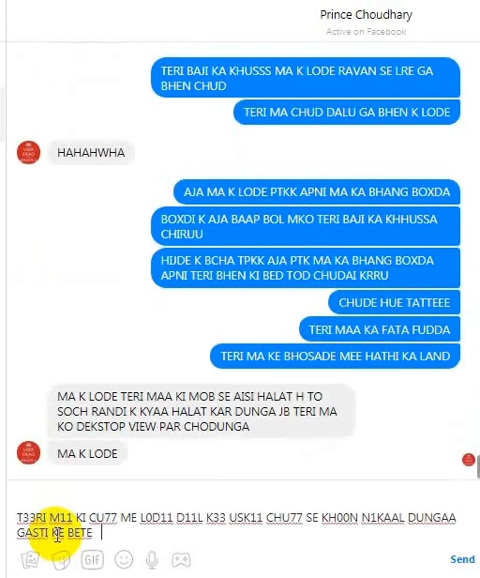 Prince Choudhary
Active on Facebook
TERI BAJI KA KHUSSS MA K LODE RAVAN SE LRE GA
BHEN CHUD
TERI MA CHUD DALU GA BHEN K LODE
HAHAHWHA
AJA MA K LODE PTKK APNI MA KA BHANG BOXDA
BOXDI K AJA BAAP BOL MKO TERI BAJI KA KHHUSSA
CHIRUU
HIJDE K BCHA TPKK AJA PTK MA KA BHANG BOXDA
APNI TERI BHEN KI BED TOD CHUDAI KRRU
CHUDE HUE TATTEEE
TERI MAA KA FATA FUDDA
TERI MA KE BHOSADE MEE HATHI KA LAND
MA K LODE TERI MAA KI MOB SE AISI HALAT H TO
SOCH RANDI K KYAA HALAT KAR DUNGA JB TERI MA
KO DEKSTOP VIEW PAR CHODUNGA
MA K LODE
T33RI M11 KI CU77 ME L0D11 D11L K33 USK11 CHU77 SE KH00N N1KAAL DUNGAA
GASTI KE BETE
GIF
Send